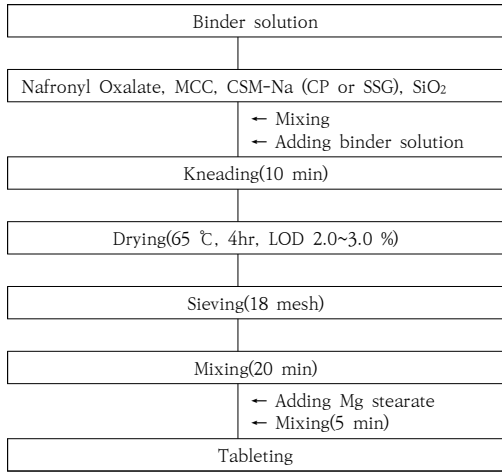 Binder solution
Nafronyl Oxalate, MCC, CSM-Na (CP or SSG), SiO₂
← Mixing
← Adding binder solution
Kneading(10 min)
Drying(65 ℃, 4hr, LOD 2.0~3.0 %)
Sieving(18 mesh)
Mixing(20 min)
← Adding Mg stearate
← Mixing(5 min)
Tableting